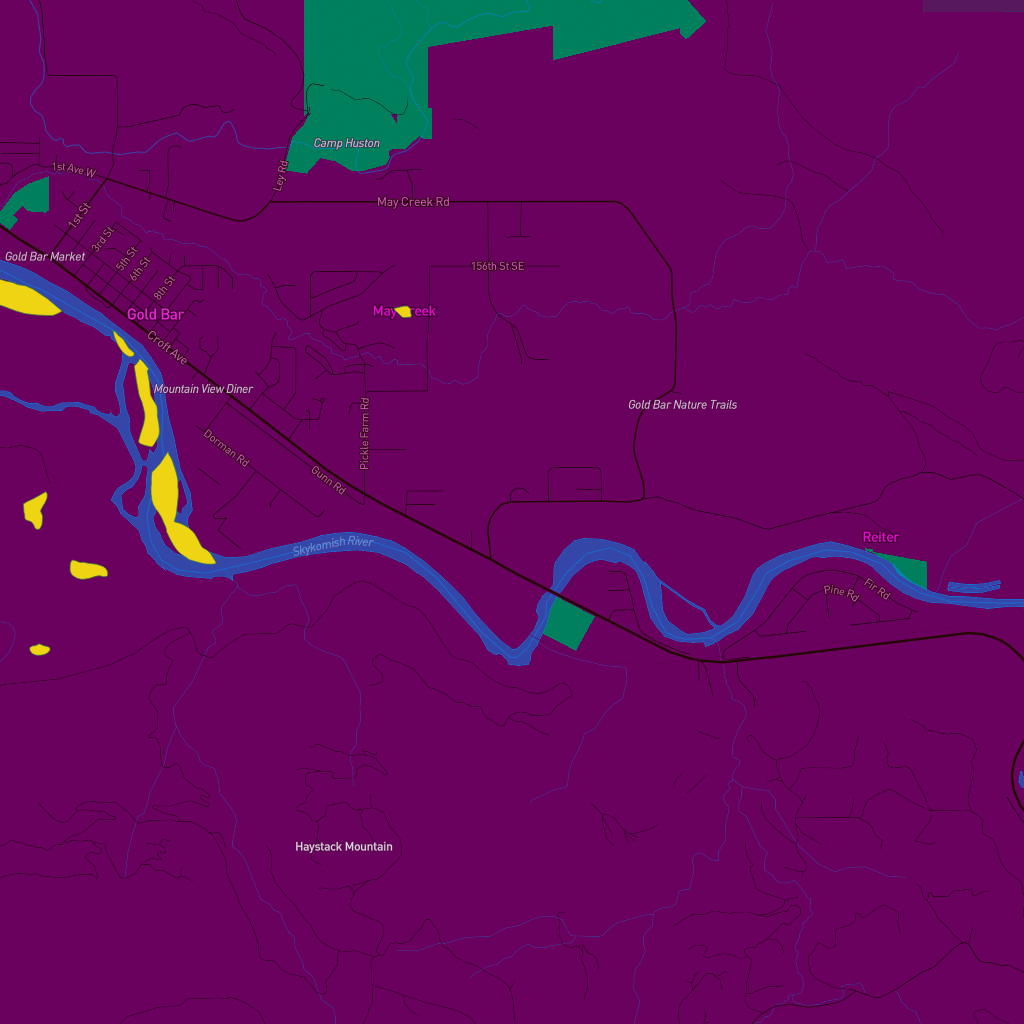 Camp Huston
1st Ave W
Ley Rd
May Creek Rd
1st St
3rd St
Gold Bar Market
5th St
6th St
156th St SE
8th St
Gold Bar
May Creek
Croft Ave
Mountain View Diner
Gold Bar Nature Trails
Pickle Farm Rd
Dorman Rd
Gunn Rd
Skykomish River
Reiter
Fir Rd
Pine Rd
Haystack Mountain